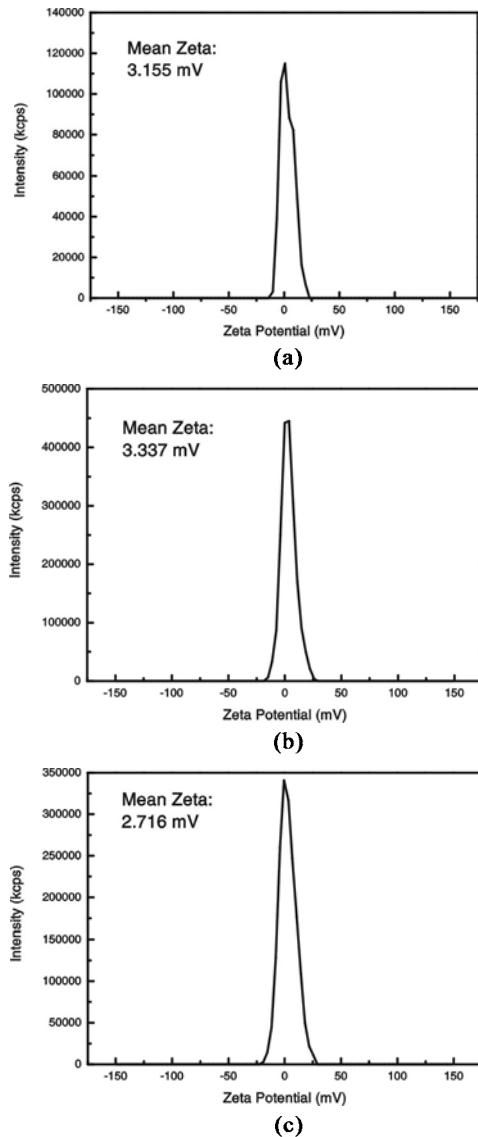 140000
120000
100000
80000
60000
40000
20000
0
Intensity (kcps)
Mean Zeta:
3.155 mV
-150 -100 -50 0 50 100 150
Zeta Potential (mV)
(a)
500000
400000
300000
200000
100000
0
Intensity (kcps)
Mean Zeta:
3.337 mV
-150 -100 -50 0 50 100 150
Zeta Potential (mV)
(b)
350000
300000
250000
200000
150000
100000
50000
0
Intensity (kcps)
Mean Zeta:
2.716 mV
-150 -100 -50 0 50 100 150
Zeta Potential (mV)
(c)